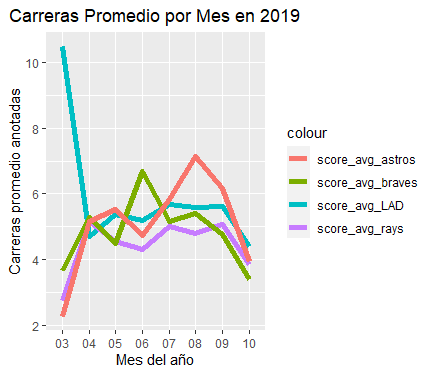 Carreras Promedio por Mes en 2019
Carreras promedio anotadas
10
8
6
4
2
03 04 05 06 07 08 09 10
Mes del año
colour
score_avg_astros
score_avg_braves
score_avg_LAD
score_avg_rays